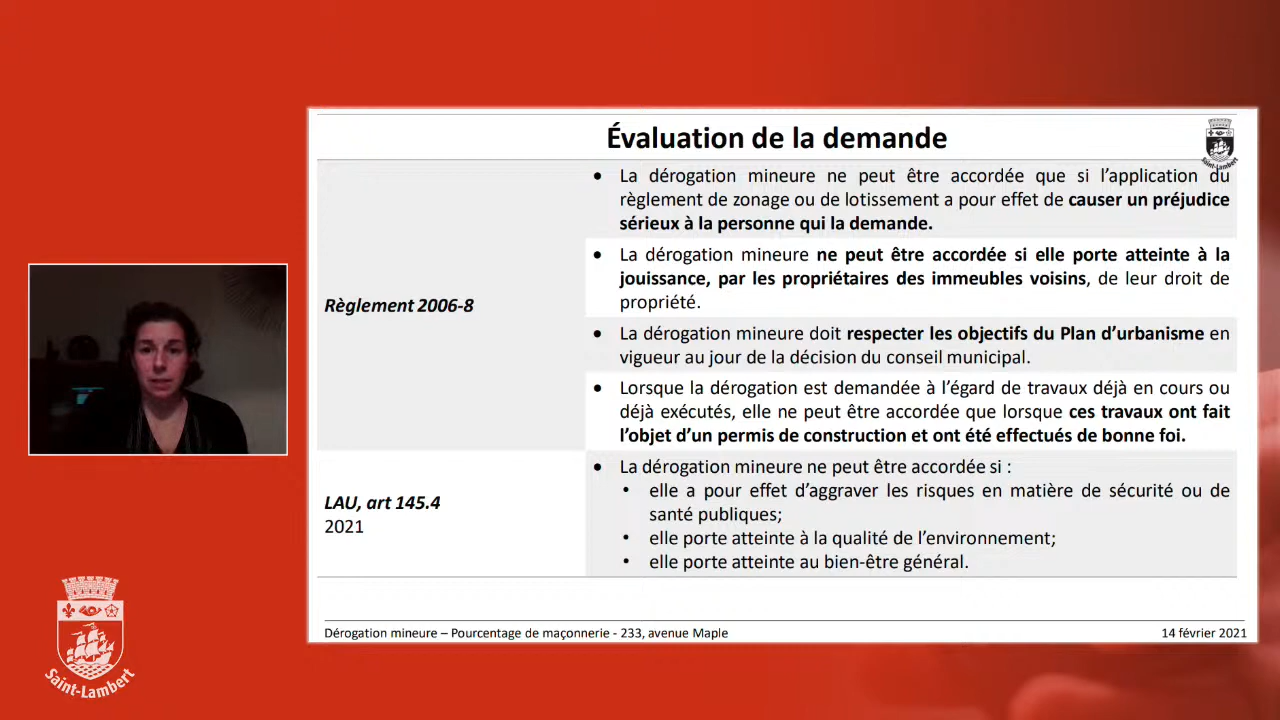 Évaluation de la demande
Saint-Lambert
• La dérogation mineure ne peut être accordée que si l’application du
règlement de zonage ou de lotissement a pour effet de causer un préjudice
sérieux à la personne qui la demande.
• La dérogation mineure ne peut être accordée si elle porte atteinte à la
jouissance, par les propriétaires des immeubles voisins, de leur droit de
propriété.
Règlement 2006-8
• La dérogation mineure doit respecter les objectifs du Plan d’urbanisme en
vigueur au jour de la décision du conseil municipal.
• Lorsque la dérogation est demandée à l’égard de travaux déjà en cours ou
déjà exécutés, elle ne peut être accordée que lorsque ces travaux ont fait
l’objet d’un permis de construction et ont été effectués de bonne foi.
LAU, art 145.4
2021
• La dérogation mineure ne peut être accordée si :
• elle a pour effet d’aggraver les risques en matière de sécurité ou de
santé publiques;
• elle porte atteinte à la qualité de l’environnement;
• elle porte atteinte au bien-être général.
Dérogation mineure – Pourcentage de maçonnerie - 233, avenue Maple
14 février 2021
Saint-Lambert